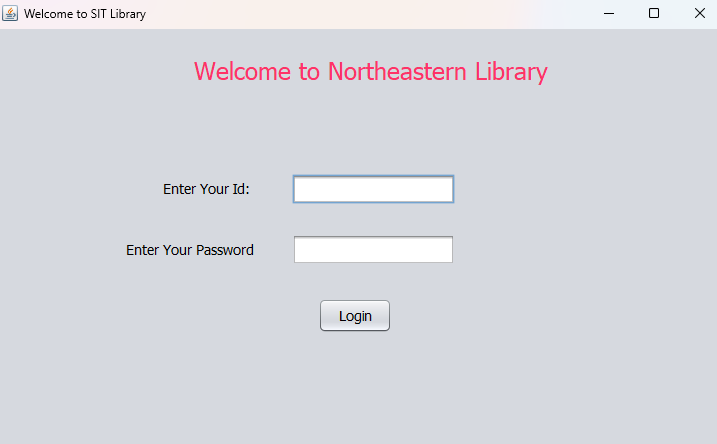 Welcome to SIT Library
Welcome to Northeastern Library
Enter Your Id:
Enter Your Password
Login